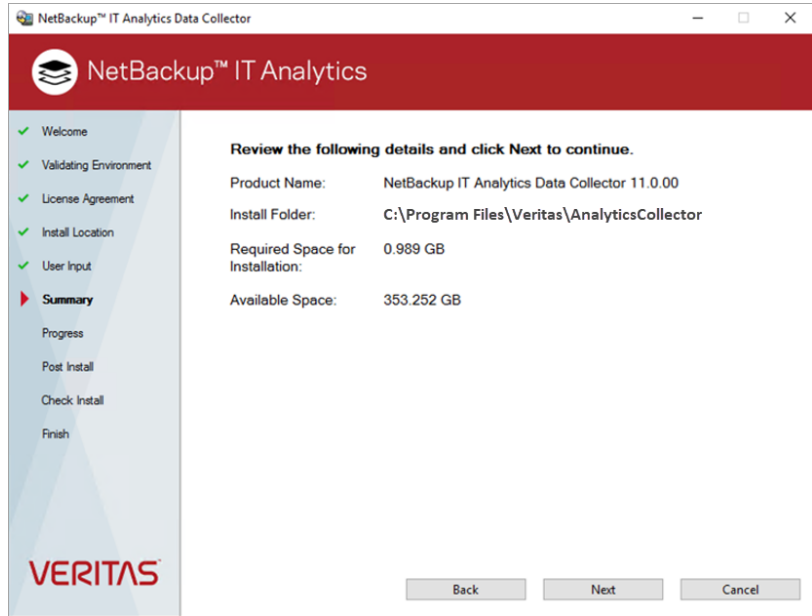 NetBackup™ IT Analytics Data Collector
NetBackup™ IT Analytics
Welcome
Validating Environment
License Agreement
Install Location
User Input
Summary
Progress
Post Install
Check Install
Finish
VERITAS
Review the following details and click Next to continue.
Product Name: NetBackup IT Analytics Data Collector 11.0.00
Install Folder: C:\Program Files\Veritas\AnalyticsCollector
Required Space for 0.989 GB
Installation:
Available Space: 353.252 GB
Back Next Cancel